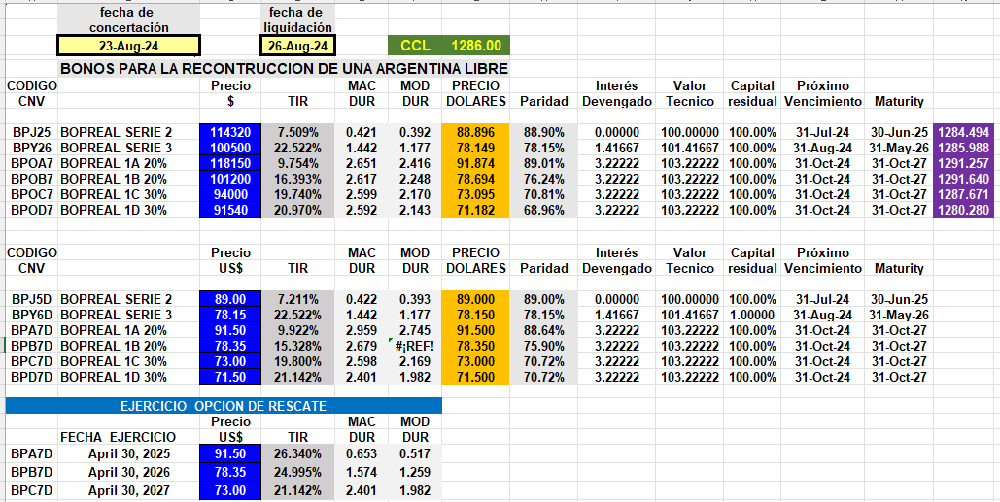 fecha de fecha de
concertación liquidación
23-Aug-24 26-Aug-24 CCL 1286.00
BONOS PARA LA RECONTRUCCION DE UNA ARGENTINA LIBRE
CODIGO Precio MAC MOD PRECIO Interés Valor Capital Próximo
CNV $ TIR DUR DUR DOLARES Paridad Devengado Tecnico residual Vencimiento Maturity
BPJ25 BOPREAL SERIE 2 114320 7.509% 0.421 0.392 88.896 88.90% 0.00000 100.00000 100.00% 31-Jul-24 30-Jun-25 1284.494
BPY26 BOPREAL SERIE 3 100500 22.522% 1.442 1.177 78.149 78.15% 1.41667 101.41667 100.00% 31-Aug-24 31-May-26 1285.988
BPOA7 BOPREAL 1A 20% 118150 9.754% 2.651 2.416 91.874 89.01% 3.22222 103.22222 100.00% 31-Oct-24 31-Oct-27 1291.257
BPOB7 BOPREAL 1B 20% 101200 16.393% 2.617 2.248 78.694 76.24% 3.22222 103.22222 100.00% 31-Oct-24 31-Oct-27 1291.640
BPOC7 BOPREAL 1C 30% 94000 19.740% 2.599 2.170 73.095 70.81% 3.22222 103.22222 100.00% 31-Oct-24 31-Oct-27 1287.671
BPOD7 BOPREAL 1D 30% 91540 20.970% 2.592 2.143 71.182 68.96% 3.22222 103.22222 100.00% 31-Oct-24 31-Oct-27 1280.280
CODIGO Precio MAC MOD PRECIO Interés Valor Capital Próximo
CNV US$ TIR DUR DUR DOLARES Paridad Devengado Tecnico residual Vencimiento Maturity
BPJ5D BOPREAL SERIE 2 89.00 7.211% 0.422 0.393 89.000 89.00% 0.00000 100.00000 100.00% 31-Jul-24 30-Jun-25
BPY6D BOPREAL SERIE 3 78.15 22.522% 1.442 1.177 78.150 78.15% 1.41667 101.41667 1.00000 31-Aug-24 31-May-26
BPA7D BOPREAL 1A 20% 91.50 9.922% 2.959 2.745 91.500 88.64% 3.22222 103.22222 100.00% 31-Oct-24 31-Oct-27
BPB7D BOPREAL 1B 20% 78.35 15.328% 2.679 #¡REF! 78.350 75.90% 3.22222 103.22222 100.00% 31-Oct-24 31-Oct-27
BPC7D BOPREAL 1C 30% 73.00 19.800% 2.598 2.169 73.000 70.72% 3.22222 103.22222 100.00% 31-Oct-24 31-Oct-27
BPD7D BOPREAL 1D 30% 71.50 21.142% 2.401 1.982 71.500 70.72% 3.22222 103.22222 100.00% 31-Oct-24 31-Oct-27
EJERCICIO OPCION DE RESCATE
Precio MAC MOD
FECHA EJERCICIO US$ TIR DUR DUR
BPA7D April 30, 2025 91.50 26.340% 0.653 0.517
BPB7D April 30, 2026 78.35 24.995% 1.574 1.259
BPC7D April 30, 2027 73.00 21.142% 2.401 1.982